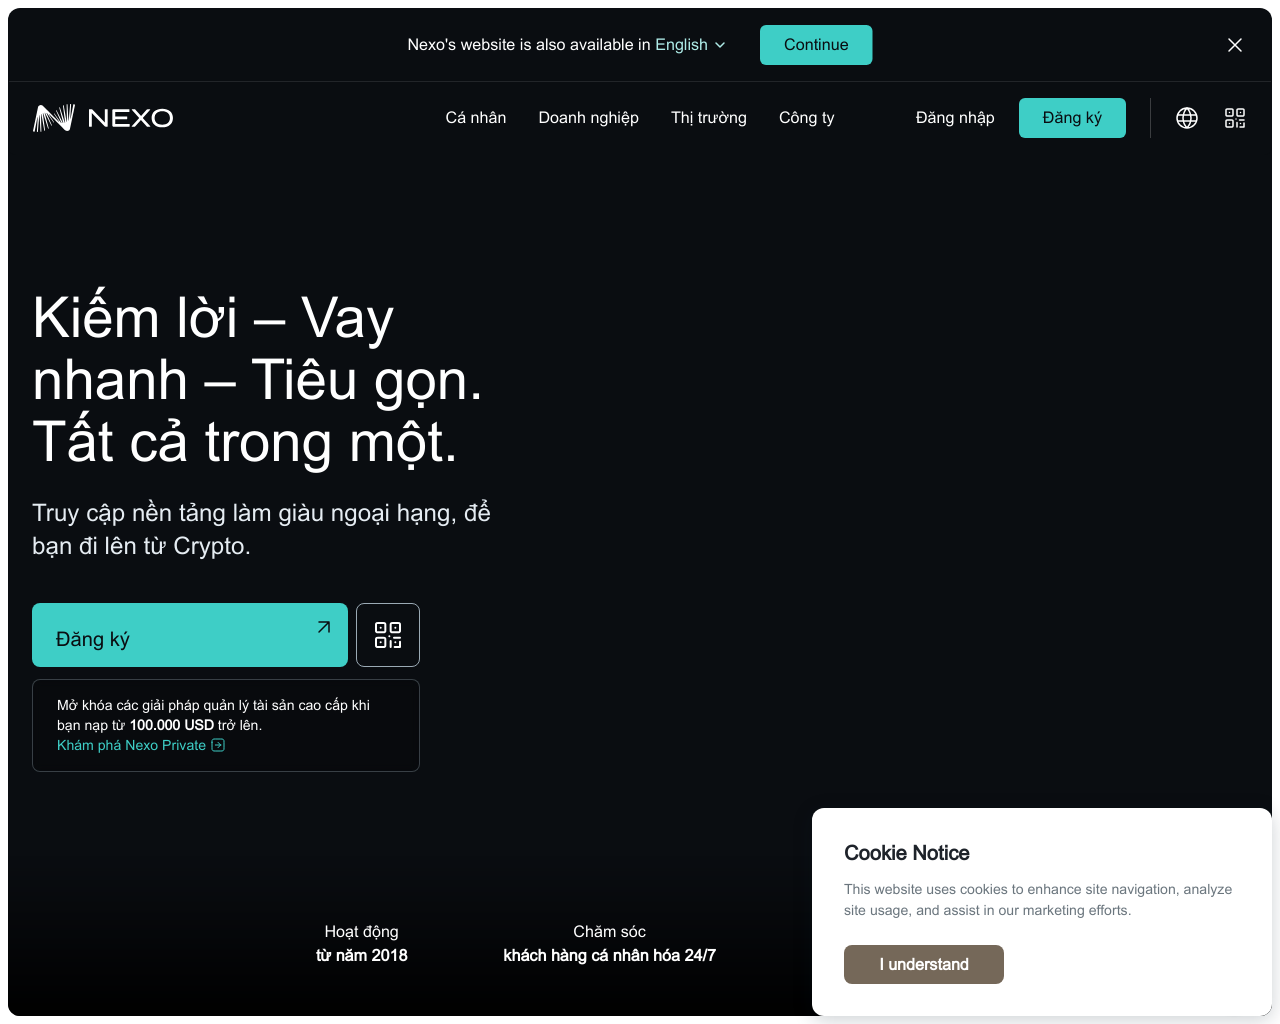 Nexo's website is also available in English
Continue
NEXO
Cá nhân
Doanh nghiệp
Thị trường
Công ty
Đăng nhập
Đăng ký
Kiếm lời – Vay
nhanh – Tiêu gọn.
Tất cả trong một.
Truy cập nền tảng làm giàu ngoại hạng, để
bạn đi lên từ Crypto.
Đăng ký
Mở khóa các giải pháp quản lý tài sản cao cấp khi
bạn nạp từ 100.000 USD trở lên.
Khám phá Nexo Private
Hoạt động
từ năm 2018
Chăm sóc
khách hàng cá nhân hóa 24/7
Cookie Notice
This website uses cookies to enhance site navigation, analyze
site usage, and assist in our marketing efforts.
I understand